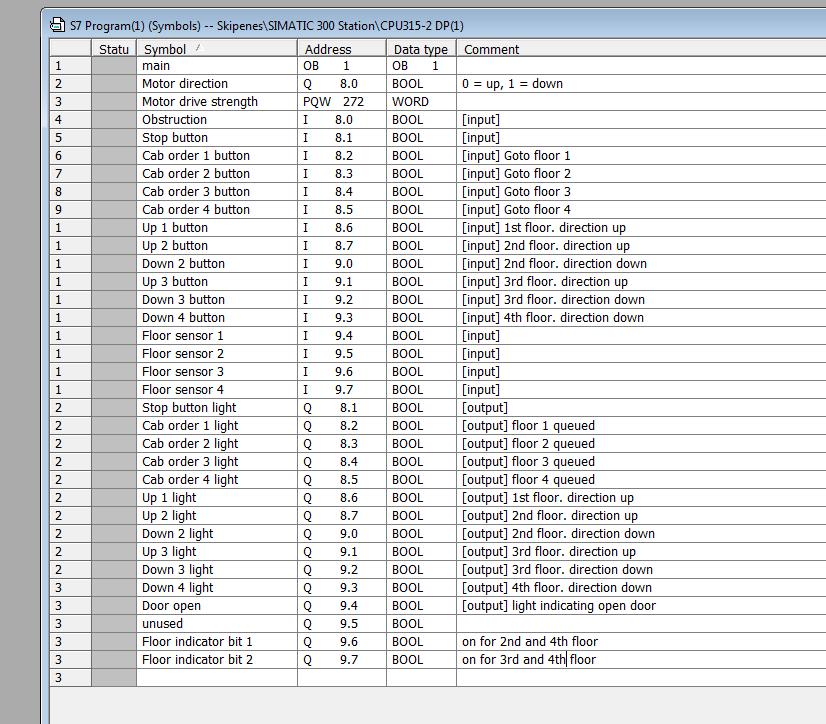 S7 Program(1) (Symbols) -- Skipenes\SIMATIC 300 Station\CPU315-2 DP(1)
Statu Symbol / Address Data type Comment
1 main OB 1 OB 1
2 Motor direction Q 8.0 BOOL 0 = up, 1 = down
3 Motor drive strength PQW 272 WORD
4 Obstruction I 8.0 BOOL [input]
5 Stop button I 8.1 BOOL [input]
6 Cab order 1 button I 8.2 BOOL [input] Goto floor 1
7 Cab order 2 button I 8.3 BOOL [input] Goto floor 2
8 Cab order 3 button I 8.4 BOOL [input] Goto floor 3
9 Cab order 4 button I 8.5 BOOL [input] Goto floor 4
1 Up 1 button I 8.6 BOOL [input] 1st floor. direction up
1 Up 2 button I 8.7 BOOL [input] 2nd floor. direction up
1 Down 2 button I 9.0 BOOL [input] 2nd floor. direction down
1 Up 3 button I 9.1 BOOL [input] 3rd floor. direction up
1 Down 3 button I 9.2 BOOL [input] 3rd floor. direction down
1 Down 4 button I 9.3 BOOL [input] 4th floor. direction down
1 Floor sensor 1 I 9.4 BOOL [input]
1 Floor sensor 2 I 9.5 BOOL [input]
1 Floor sensor 3 I 9.6 BOOL [input]
1 Floor sensor 4 I 9.7 BOOL [input]
2 Stop button light Q 8.1 BOOL [output]
2 Cab order 1 light Q 8.2 BOOL [output] floor 1 queued
2 Cab order 2 light Q 8.3 BOOL [output] floor 2 queued
2 Cab order 3 light Q 8.4 BOOL [output] floor 3 queued
2 Cab order 4 light Q 8.5 BOOL [output] floor 4 queued
2 Up 1 light Q 8.6 BOOL [output] 1st floor. direction up
2 Up 2 light Q 8.7 BOOL [output] 2nd floor. direction up
2 Down 2 light Q 9.0 BOOL [output] 2nd floor. direction down
2 Up 3 light Q 9.1 BOOL [output] 3rd floor. direction up
2 Down 3 light Q 9.2 BOOL [output] 3rd floor. direction down
3 Down 4 light Q 9.3 BOOL [output] 4th floor. direction down
3 Door open Q 9.4 BOOL [output] light indicating open door
3 unused Q 9.5 BOOL
3 Floor indicator bit 1 Q 9.6 BOOL on for 2nd and 4th floor
3 Floor indicator bit 2 Q 9.7 BOOL on for 3rd and 4th floor
3